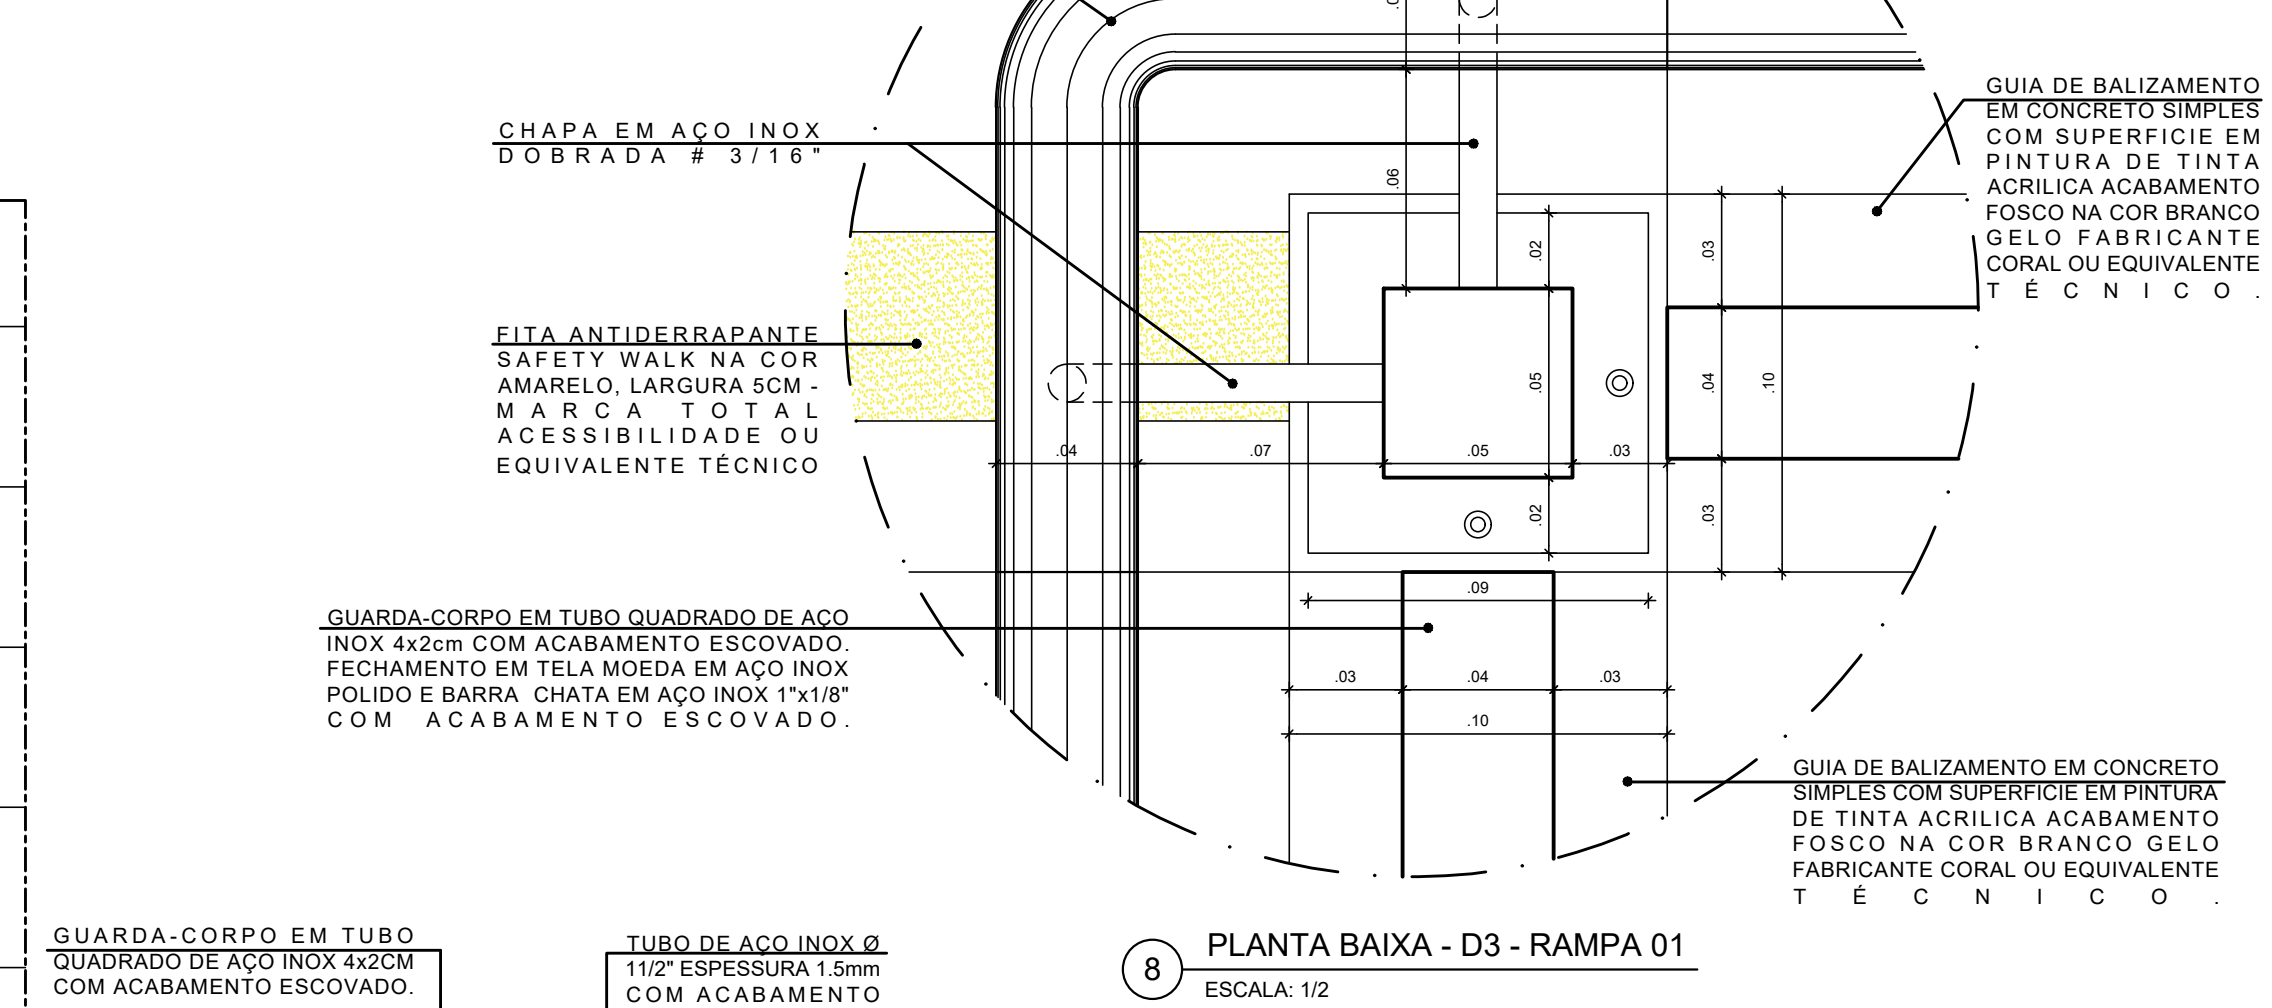 CHAPA EM AÇO INOX
DOBRADA # 3/16"
GUIA DE BALIZAMENTO
EM CONCRETO SIMPLES
COM SUPERFICIE EM
PINTURA DE TINTA
ACRILICA ACABAMENTO
FOSCO NA COR BRANCO
GELO FABRICANTE
CORAL OU EQUIVALENTE
TÉCNICO.
FITA ANTIDERRAPANTE
SAFETY WALK NA COR
AMARELO, LARGURA 5CM -
MARCA TOTAL
ACESSIBILIDADE OU
EQUIVALENTE TÉCNICO
.06
.02
.03
.05
.04
.10
.04
.07
.05
.03
.02
.03
.09
.03
.04
.03
.10
GUARDA-CORPO EM TUBO QUADRADO DE AÇO
INOX 4x2cm COM ACABAMENTO ESCOVADO.
FECHAMENTO EM TELA MOEDA EM AÇO INOX
POLIDO E BARRA CHATA EM AÇO INOX 1"x1/8"
COM ACABAMENTO ESCOVADO.
GUIA DE BALIZAMENTO EM CONCRETO
SIMPLES COM SUPERFICIE EM PINTURA
DE TINTA ACRILICA ACABAMENTO
FOSCO NA COR BRANCO GELO
FABRICANTE CORAL OU EQUIVALENTE
TÉCNICO.
GUARDA-CORPO EM TUBO
QUADRADO DE AÇO INOX 4x2CM
COM ACABAMENTO ESCOVADO.
TUBO DE AÇO INOX Ø
11/2" ESPESSURA 1.5mm
COM ACABAMENTO
8
PLANTA BAIXA - D3 - RAMPA 01
ESCALA: 1/2